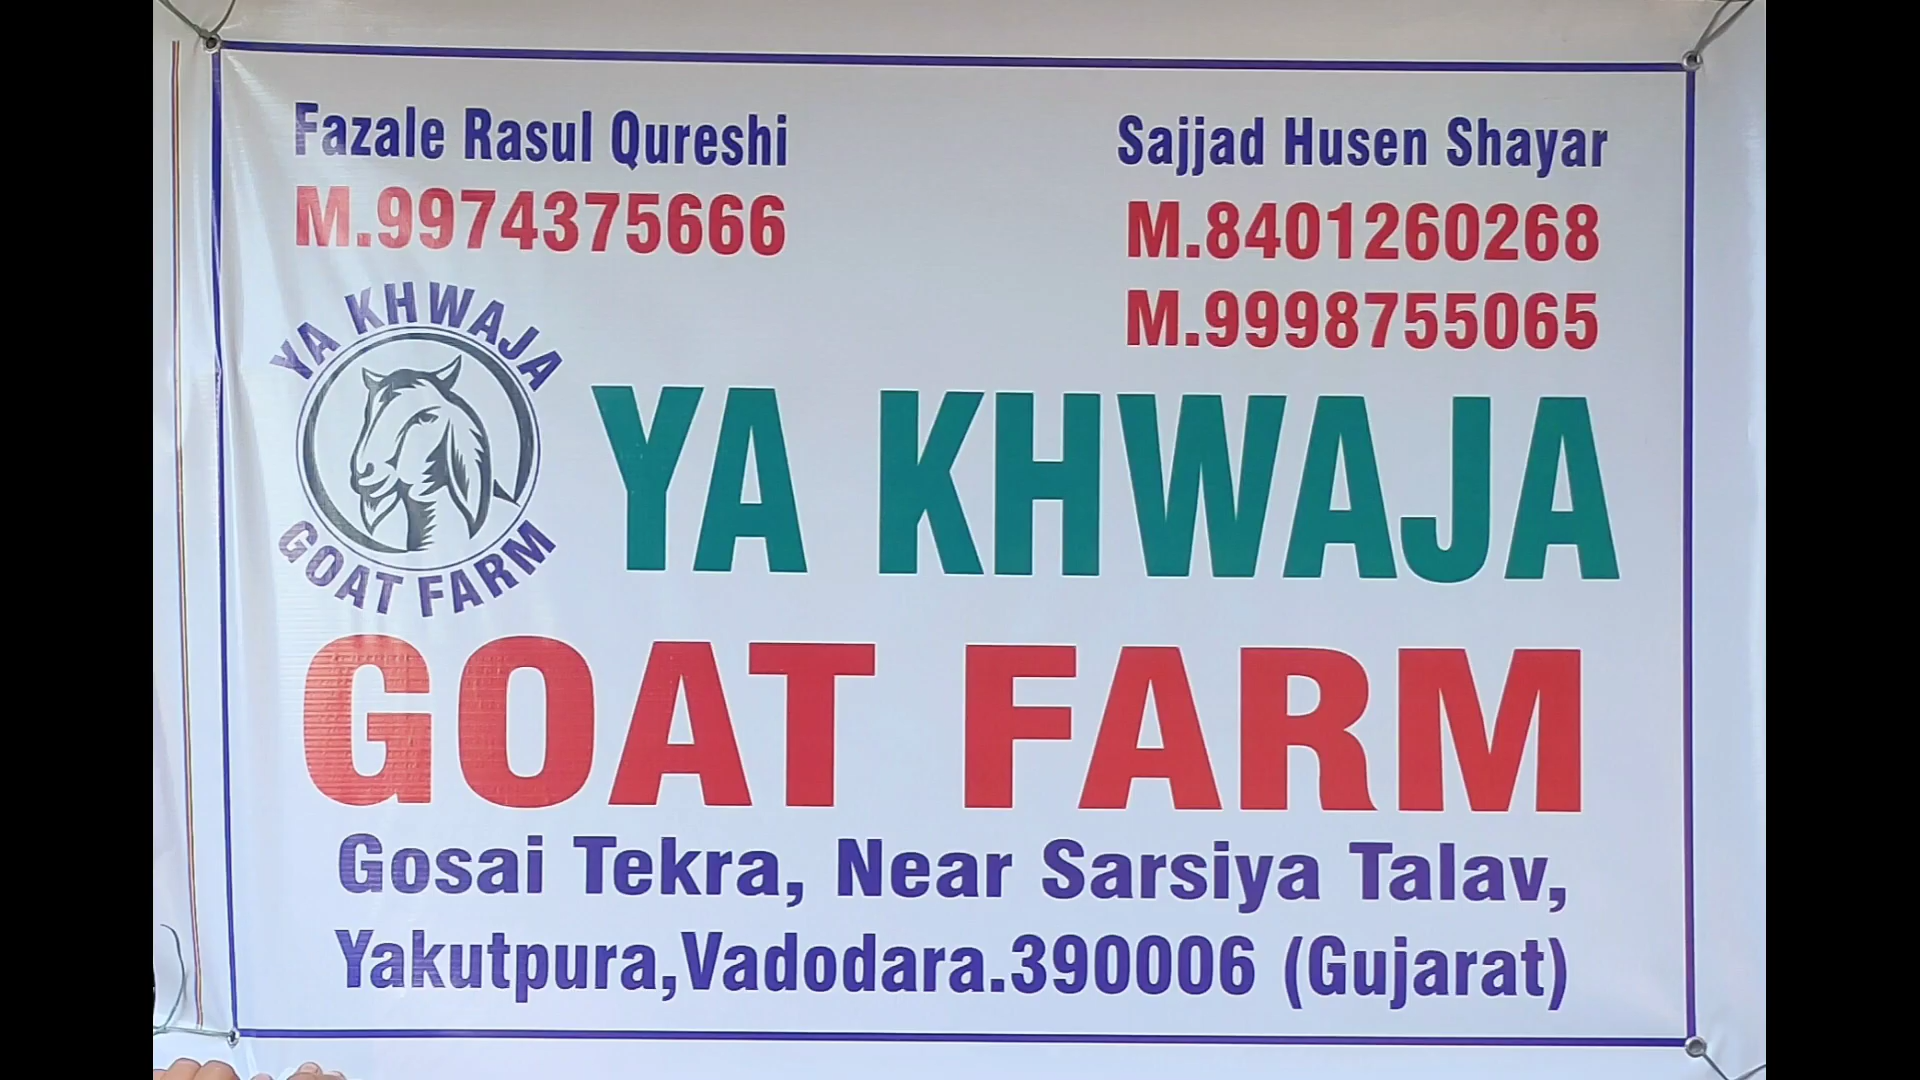 Fazale Rasul Qureshi
M.9974375666
Sajjad Husen Shayar
M.8401260268
M.9998755065
YA KHWAJA
GOAT FARM
YA KHWAJA
GOAT FARM
Gosai Tekra, Near Sarsiya Talav,
Yakutpura,Vadodara.390006 (Gujarat)